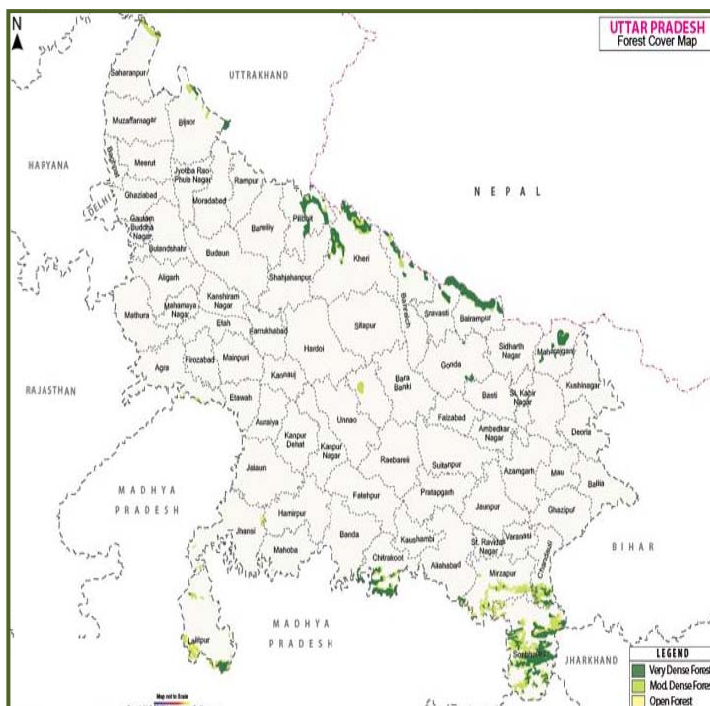 N
UTTAR PRADESH
Forest Cover Map
UTTRAKHAND
Saharanpur
Muzaffarnagar
Bijnor
HARYANA
Meerut
Jyotiba Rao
Phule Nagar
Rampur
NEPAL
Ghaziabad
DELHI
Moradabad
Gautam
Buddha
Nagar
Bareilly
Pilibhit
Bulandshahr
Budaun
Kheri
Aligarh
Shahjahanpur
Bahraich
Sravasti
Balrampur
Mathura
Mahamaya
Nagar
Kanshiram
Nagar
Etah
Farrukhabad
Sitapur
Hardoi
Sidharth
Nagar
Maharajganj
Gonda
Agra
Firozabad
Mainpuri
Kannauj
Bara
Banki
Basti
St. Kabir
Nagar
Kushinagar
RAJASTHAN
Etawah
Unnao
Faizabad
Ambedkar
Nagar
Deoria
Auraiya
Kanpur
Dehat
Kanpur
Nagar
Raebareli
Sultanpur
Azamgarh
Mau
Ballia
Jalaun
MADHYA
PRADESH
Fatehpur
Pratapgarh
Jaunpur
Ghazipur
Hamirpur
Jhansi
Banda
Kaushambi
St. Ravidas
Nagar
Varanasi
Chandauli
BIHAR
Mahoba
Chitrakoot
Allahabad
Mirzapur
MADHYA
PRADESH
Lalitpur
Sonbhadra
JHARKHAND
LEGEND
Very Dense Forest
Mod. Dense Forest
Open Forest
Map not to Scale